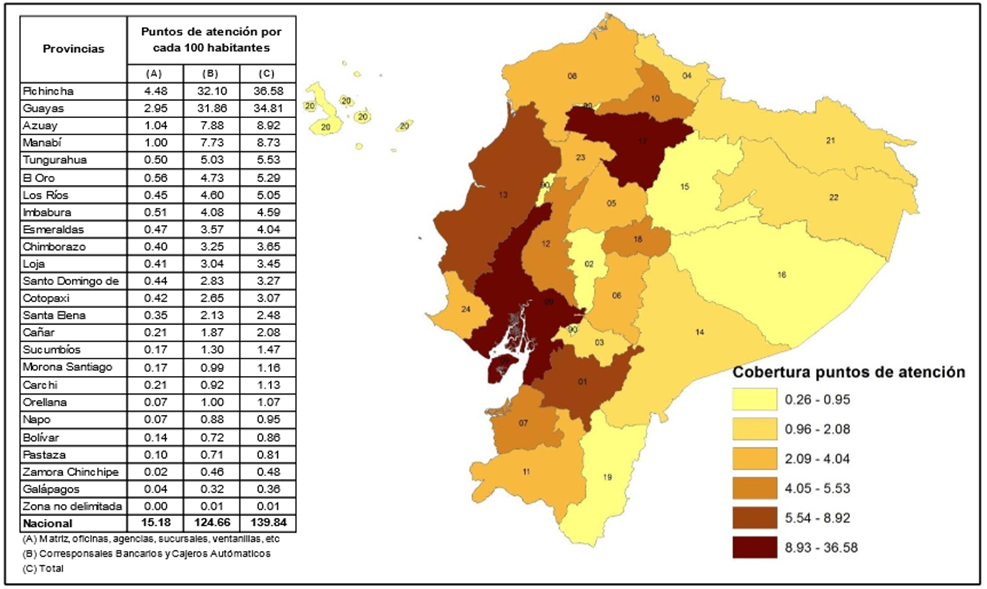 Provincias
Puntos de atención por
cada 100 habitantes
(A) (B) (C)
Pichincha 4.48 32.10 36.58
Guayas 2.95 31.86 34.81
Azuay 1.04 7.88 8.92
Manabí 1.00 7.73 8.73
Tungurahua 0.50 5.03 5.53
El Oro 0.56 4.73 5.29
Los Ríos 0.45 4.60 5.05
Imbabura 0.51 4.08 4.59
Esmeraldas 0.47 3.57 4.04
Chimborazo 0.40 3.25 3.65
Loja 0.41 3.04 3.45
Santo Domingo de 0.44 2.83 3.27
Cotopaxi 0.42 2.65 3.07
Santa Elena 0.35 2.13 2.48
Cañar 0.21 1.87 2.08
Sucumbíos 0.17 1.30 1.47
Morona Santiago 0.17 0.99 1.16
Carchi 0.21 0.92 1.13
Orellana 0.07 1.00 1.07
Napo 0.07 0.88 0.95
Bolívar 0.14 0.72 0.86
Pastaza 0.10 0.71 0.81
Zamora Chinchipe 0.02 0.46 0.48
Galápagos 0.04 0.32 0.36
Zona no delimitada 0.00 0.01 0.01
Nacional 15.18 124.66 139.84
(A) Matriz, oficinas, agencias, sucursales, ventanillas, etc
(B) Corresponsales Bancarios y Cajeros Autómaticos
(C) Total
08
04
20
20
10
90
20
20
20
17
21
23
15
90
13
05
22
12
18
02
16
06
24
09
90
03
14
01
07
11
19
Cobertura puntos de atención
0.26 - 0.95
0.96 - 2.08
2.09 - 4.04
4.05 - 5.53
5.54 - 8.92
8.93 - 36.58